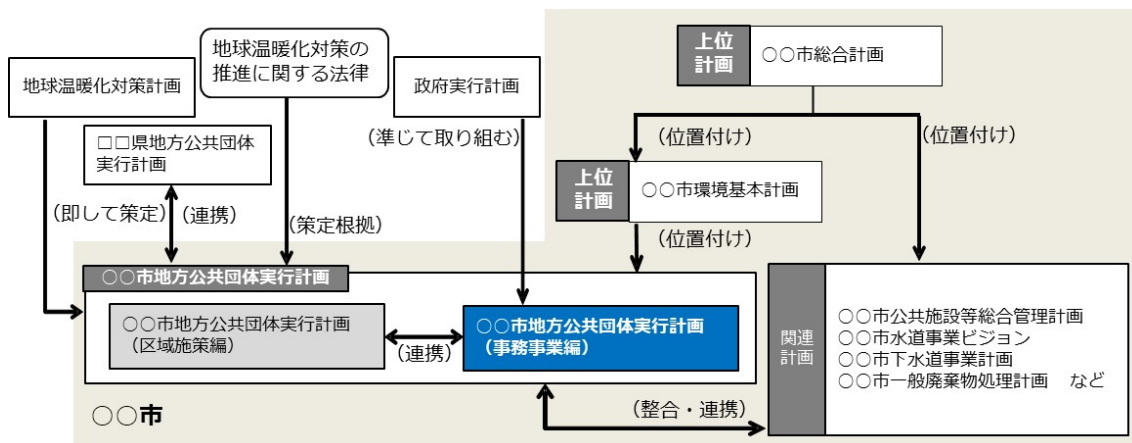 上位
計画
○○市総合計画
地球温暖化対策の
推進に関する法律
地球温暖化対策計画
政府実行計画
(準じて取り組む)
(位置付け)
(位置付け)
□□県地方公共団体
実行計画
上位
計画
○○市環境基本計画
(即して策定)
(連携)
(策定根拠)
(位置付け)
○○市地方公共団体実行計画
○○市地方公共団体実行計画
(区域施策編)
(連携)
○○市地方公共団体実行計画
(事務事業編)
関連
計画
○○市公共施設等総合管理計画
○○市水道事業ビジョン
○○市下水道事業計画
○○市一般廃棄物処理計画　など
(整合・連携)
○○市